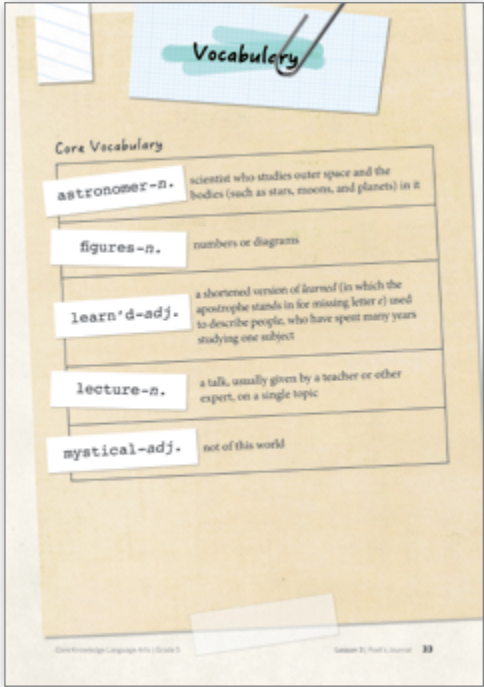 Vocabulary
Core Vocabulary
astronomer-n.
scientist who studies outer space and the
bodies (such as stars, moons, and planets) in it
figures-n.
numbers or diagrams
learn’d-adj.
a shortened version of learned (in which the
apostrophe stands in for missing letter e) used
to describe people, who have spent many years
studying one subject
lecture-n.
a talk, usually given by a teacher or other
expert, on a single topic
mystical-adj.
not of this world
Core Knowledge Language Arts | Grade 5
Lesson 3 | Poet's Journal 33